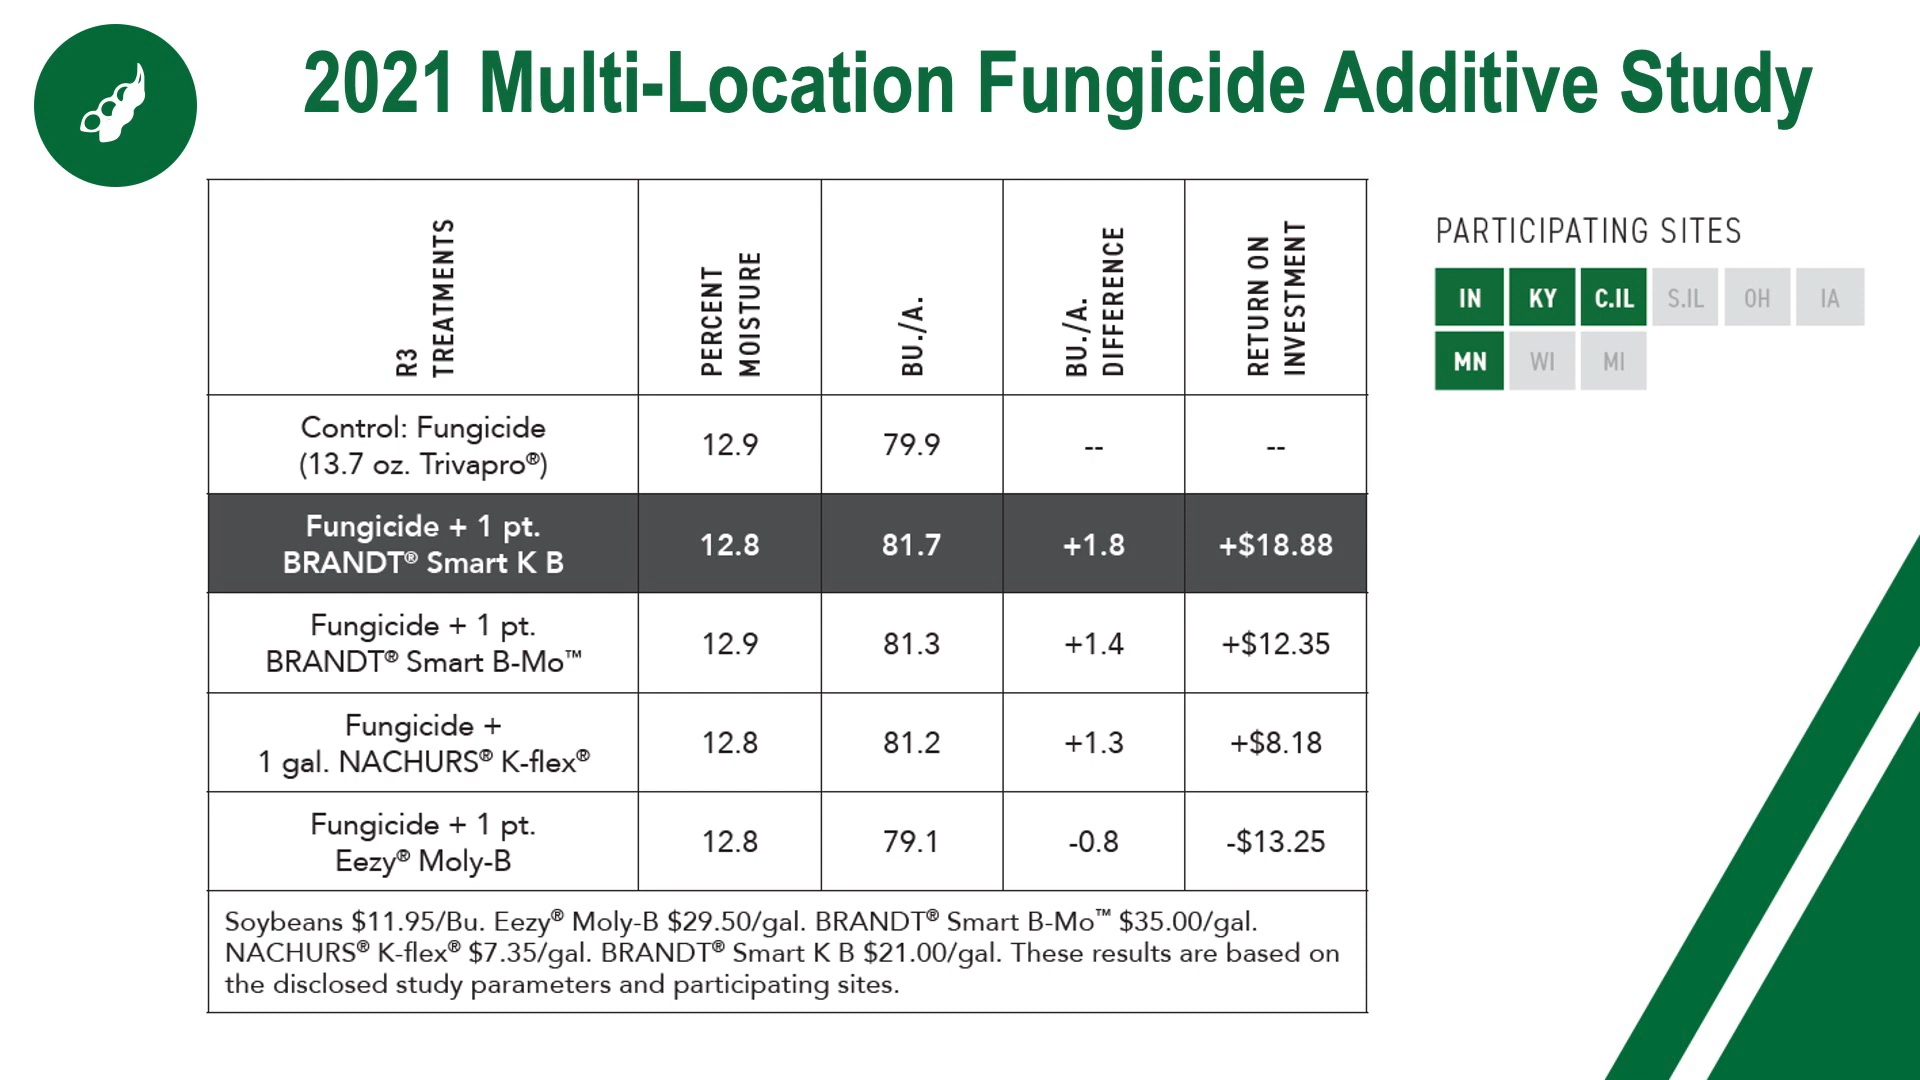 2021 Multi-Location Fungicide Additive Study
R3
TREATMENTS
PERCENT
MOISTURE
BU./A.
BU./A.
DIFFERENCE
RETURN ON
INVESTMENT
Control: Fungicide
(13.7 oz. Trivapro®)
12.9
79.9
--
--
Fungicide + 1 pt.
BRANDT® Smart K B
12.8
81.7
+1.8
+$18.88
Fungicide + 1 pt.
BRANDT® Smart B-Mo™
12.9
81.3
+1.4
+$12.35
Fungicide +
1 gal. NACHURS® K-flex®
12.8
81.2
+1.3
+$8.18
Fungicide + 1 pt.
Eezy® Moly-B
12.8
79.1
-0.8
-$13.25
Soybeans $11.95/Bu. Eezy® Moly-B $29.50/gal. BRANDT® Smart B-Mo™ $35.00/gal.
NACHURS® K-flex® $7.35/gal. BRANDT® Smart K B $21.00/gal. These results are based on
the disclosed study parameters and participating sites.
PARTICIPATING SITES
IN KY C.IL S.IL OH IA
MN WI MI